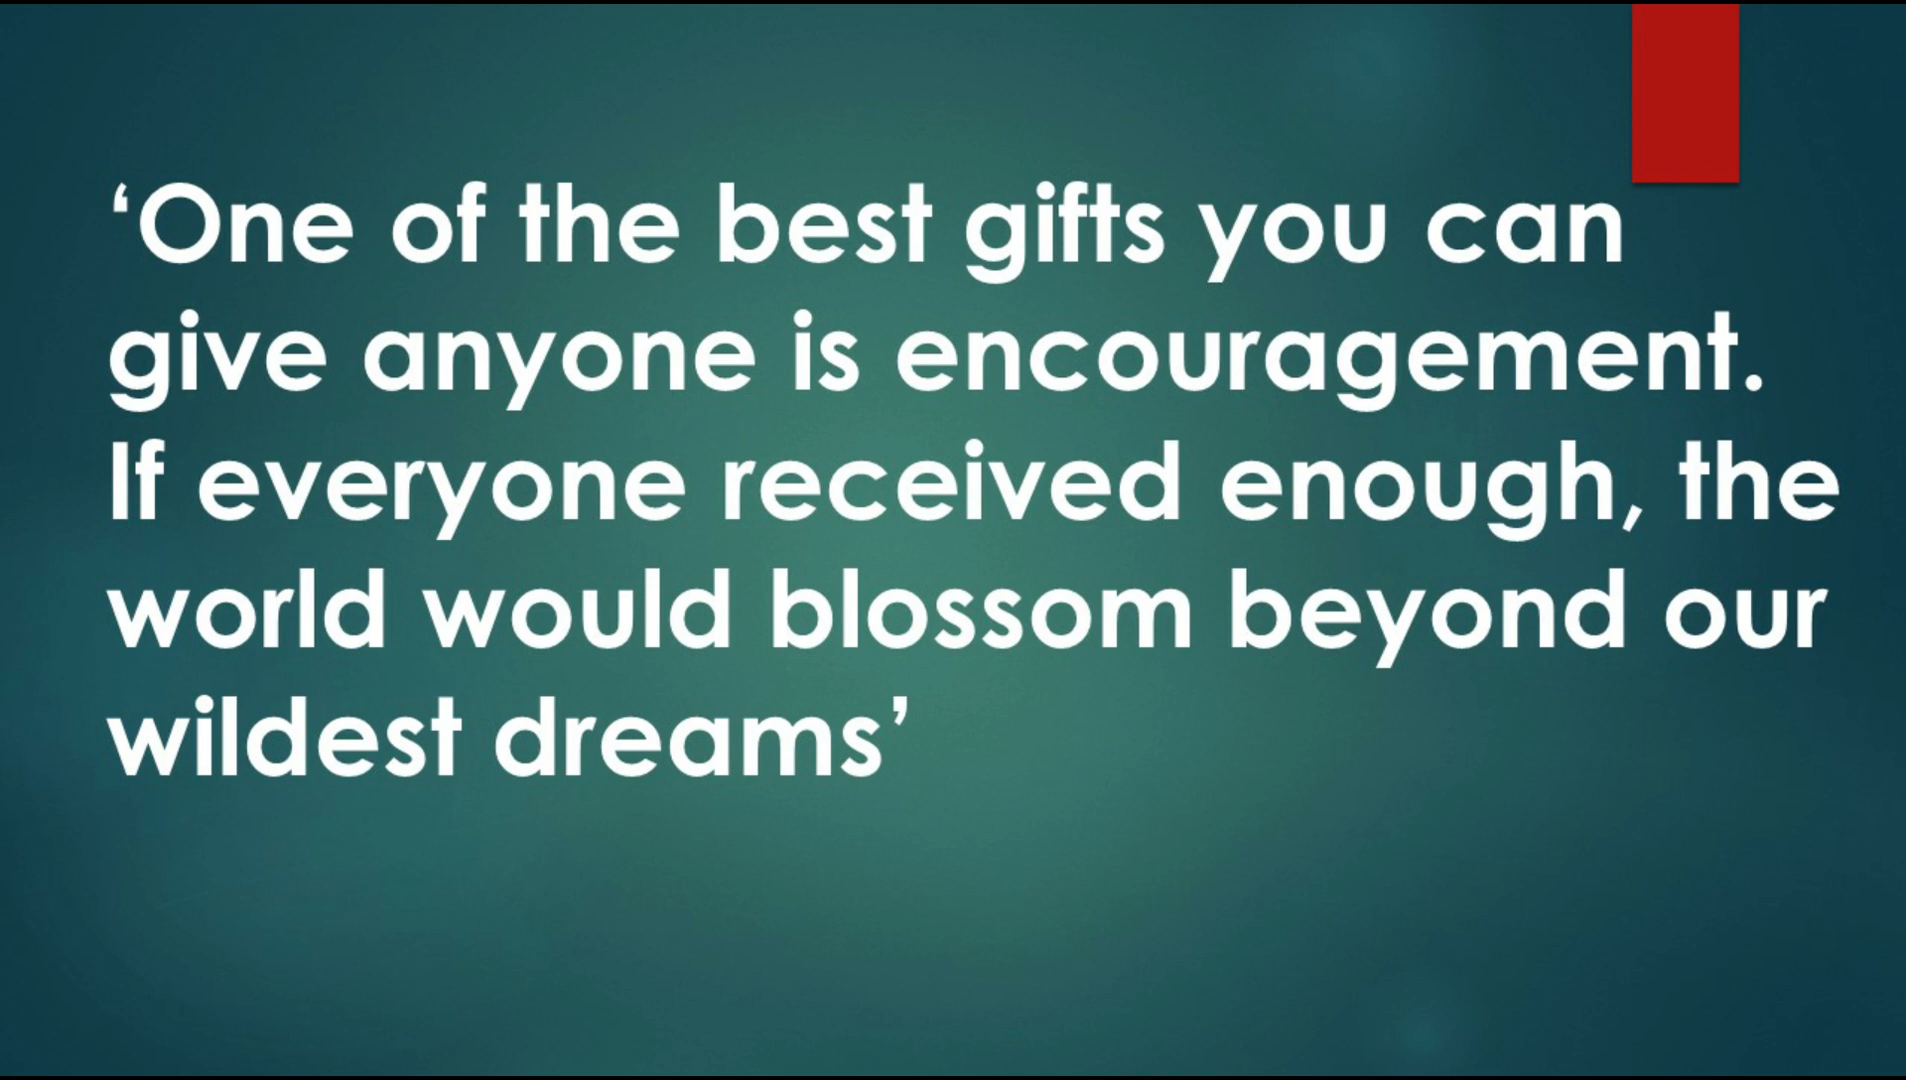 ‘One of the best gifts you can
give anyone is encouragement.
If everyone received enough, the
world would blossom beyond our
wildest dreams’